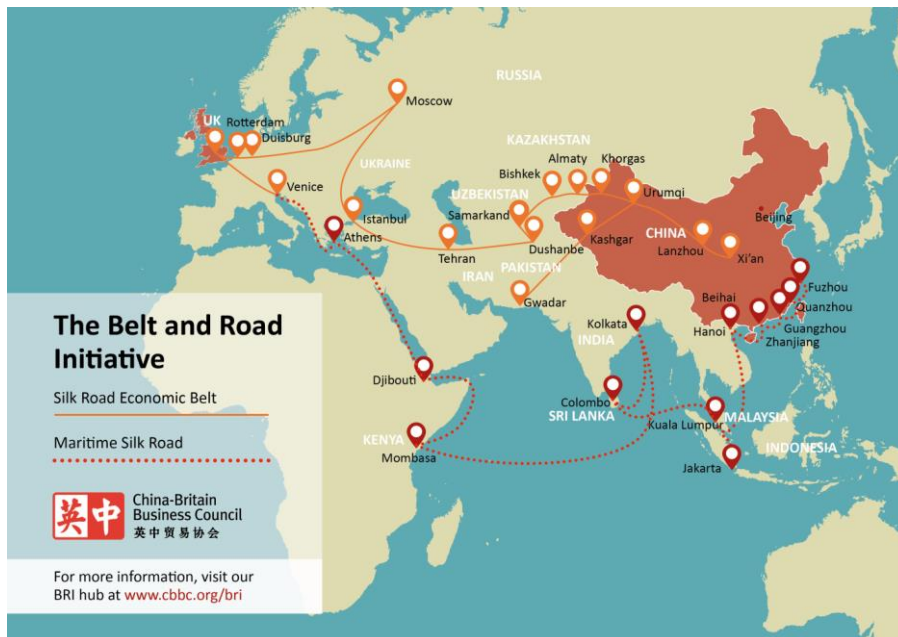 RUSSIA
Moscow
UK
Rotterdam
Duisburg
UKRAINE
KAZAKHSTAN
Almaty
Khorgas
Bishkek
Venice
UZBEKISTAN
Urumqi
Istanbul
Samarkand
Beijing
Athens
Dushanbe
Kashgar
CHINA
Lanzhou
Tehran
Xi'an
IRAN
PAKISTAN
Gwadar
Fuzhou
Beihai
Quanzhou
Kolkata
Hanoi
Guangzhou
INDIA
Zhanjiang
Djibouti
Colombo
SRI LANKA
Kuala Lumpur
MALAYSIA
KENYA
Mombasa
INDONESIA
Jakarta
The Belt and Road
Initiative
Silk Road Economic Belt
Maritime Silk Road
英中
China-Britain
Business Council
英中贸易协会
For more information, visit our
BRI hub at www.cbbc.org/bri